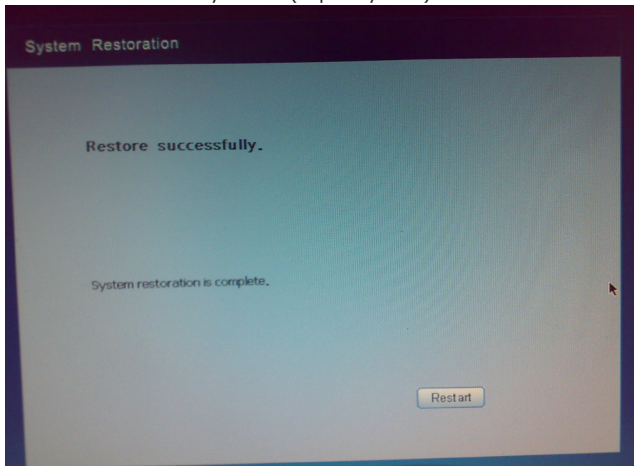 System Restoration
Restore successfully.
System restoration is complete.
Restart